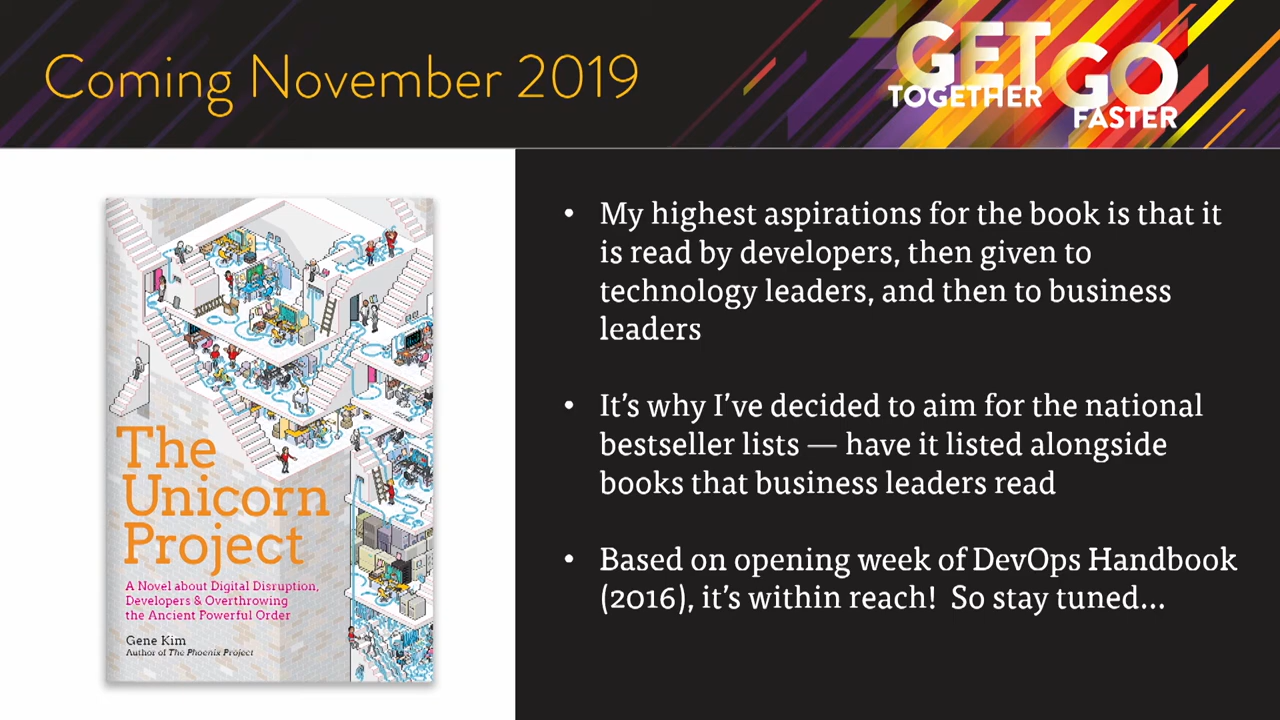 Coming November 2019
GET
TOGETHER
GO
FASTER
The
Unicorn
Project
A Novel about Digital Disruption,
Developers & Overthrowing
the Ancient Powerful Order
Gene Kim
Author of The Phoenix Project
• My highest aspirations for the book is that it
is read by developers, then given to
technology leaders, and then to business
leaders
• It’s why I’ve decided to aim for the national
bestseller lists — have it listed alongside
books that business leaders read
• Based on opening week of DevOps Handbook
(2016), it’s within reach!  So stay tuned...